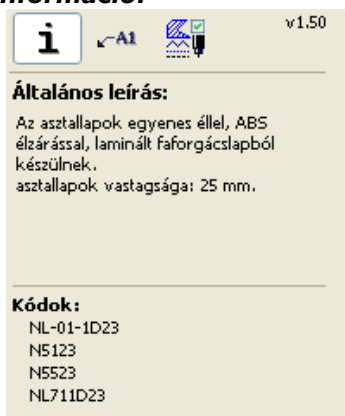 Információ:
i
A1
v1.50
Általános leírás:
Az asztallapok egyenes éllel, ABS
élzárással, laminált faforgácslapból
készülnek.
asztallapok vastagsága: 25 mm.
Kódok:
NL-01-1D23
N5123
N5523
NL711D23